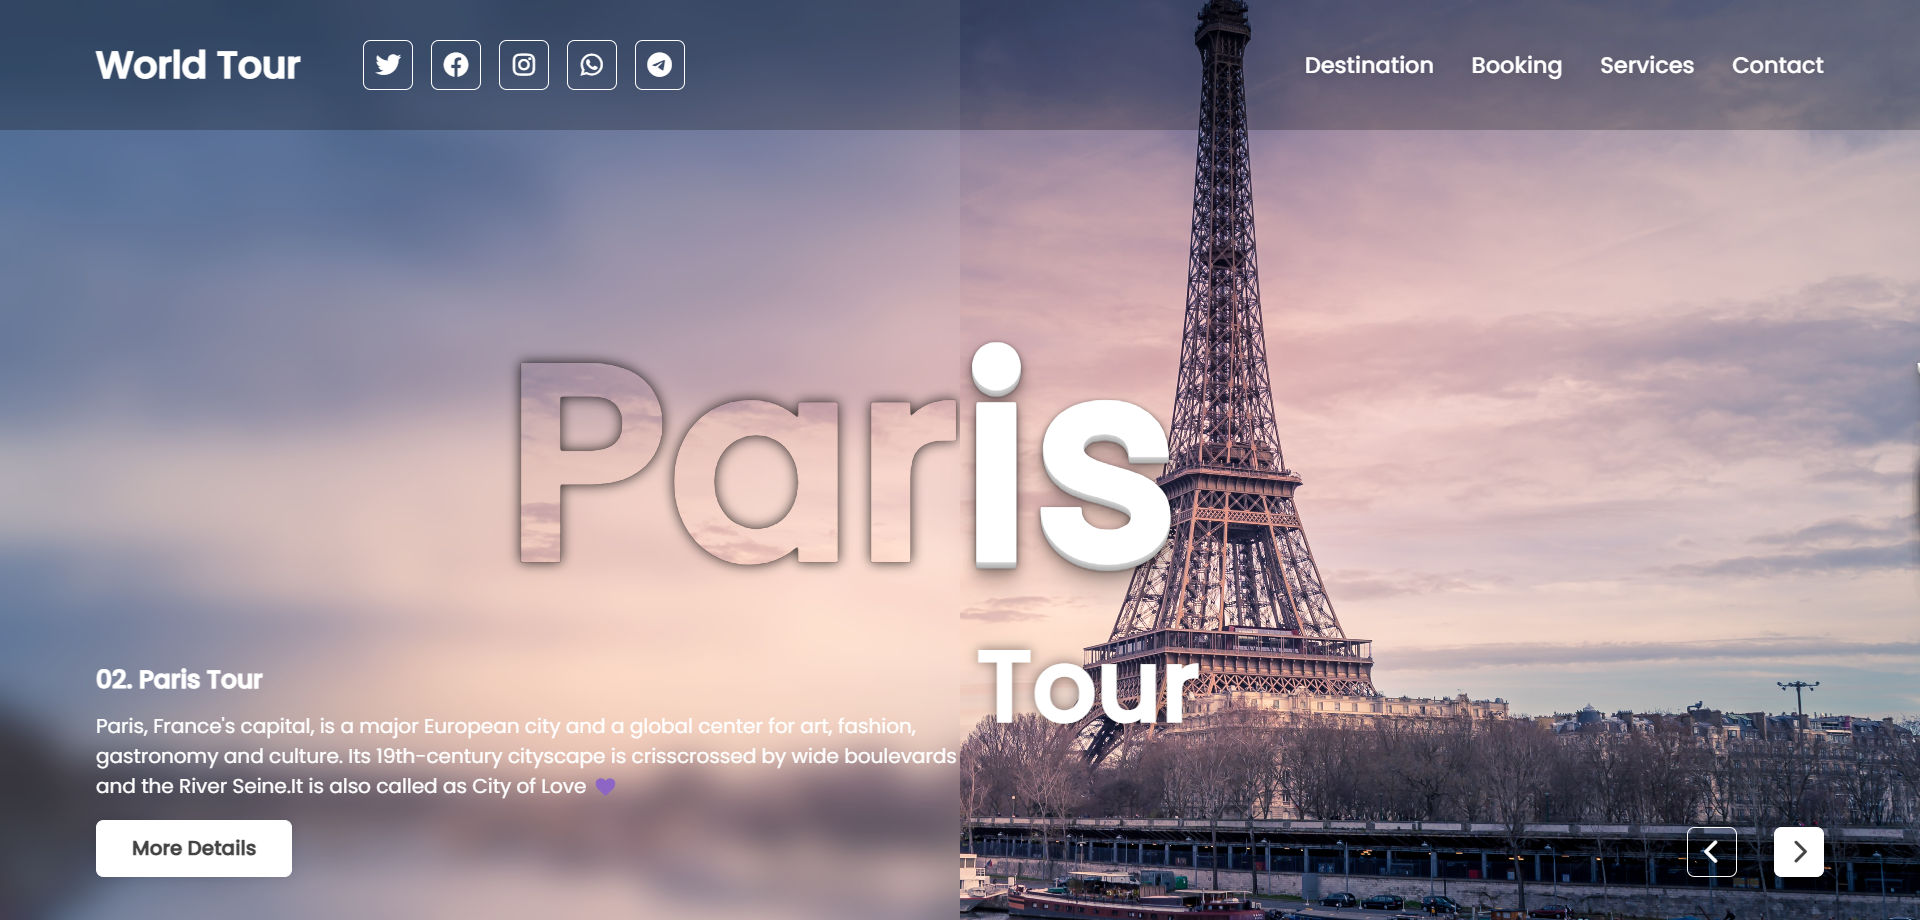 World Tour
Destination Booking Services Contact
Paris
Tour
02. Paris Tour
Paris, France's capital, is a major European city and a global center for art, fashion,
gastronomy and culture. Its 19th-century cityscape is crisscrossed by wide boulevards
and the River Seine.It is also called as City of Love 💜
More Details